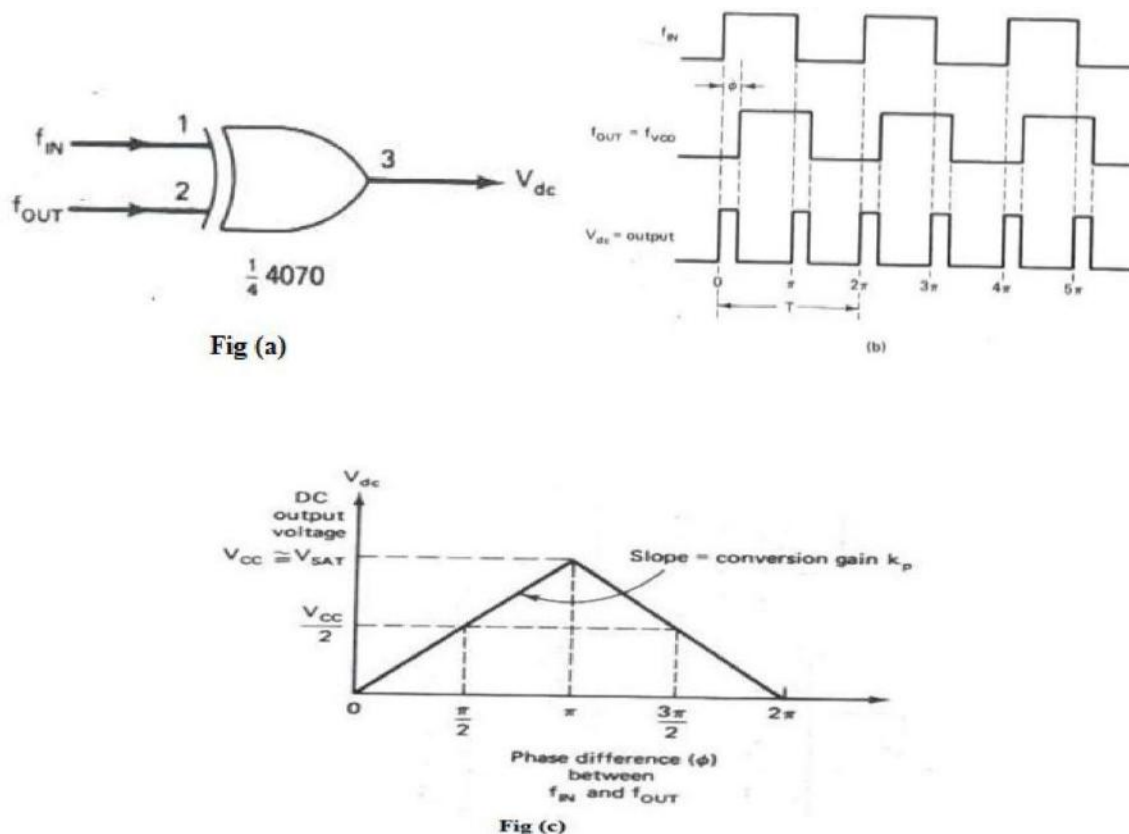 f_IN
1
f_OUT
2
3
V_dc
1/4 4070
Fig (a)
f_IN
ϕ
f_OUT = f_VCO
V_dc = output
0 π 2π 3π 4π 5π
T
(b)
V_dc
DC
output
voltage
V_CC ≅ V_SAT
Slope = conversion gain k_p
V_CC/2
0 π/2 π 3π/2 2π
Phase difference (ϕ)
between
f_IN and f_OUT
Fig (c)